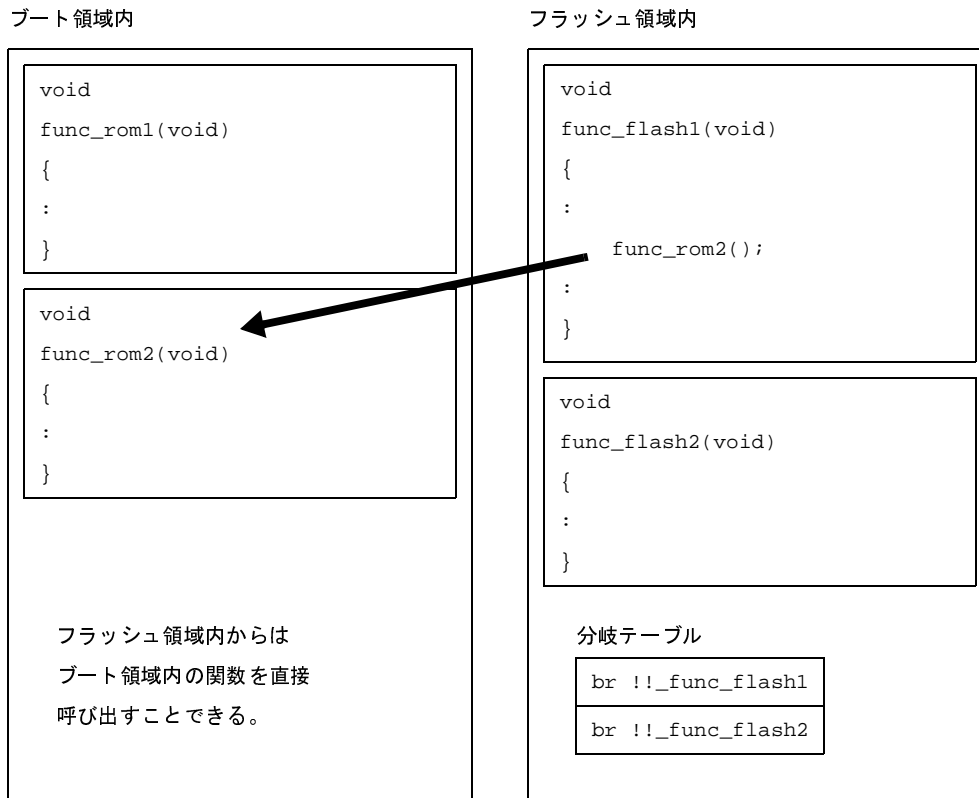 ブート領域内
void
func_rom1(void)
{
:
}
void
func_rom2(void)
{
:
}
フラッシュ領域内からは
ブート領域内の関数を直接
呼び出すことできる。
フラッシュ領域内
void
func_flash1(void)
{
:
func_rom2();
:
}
void
func_flash2(void)
{
:
}
分岐テーブル
br !!_func_flash1
br !!_func_flash2